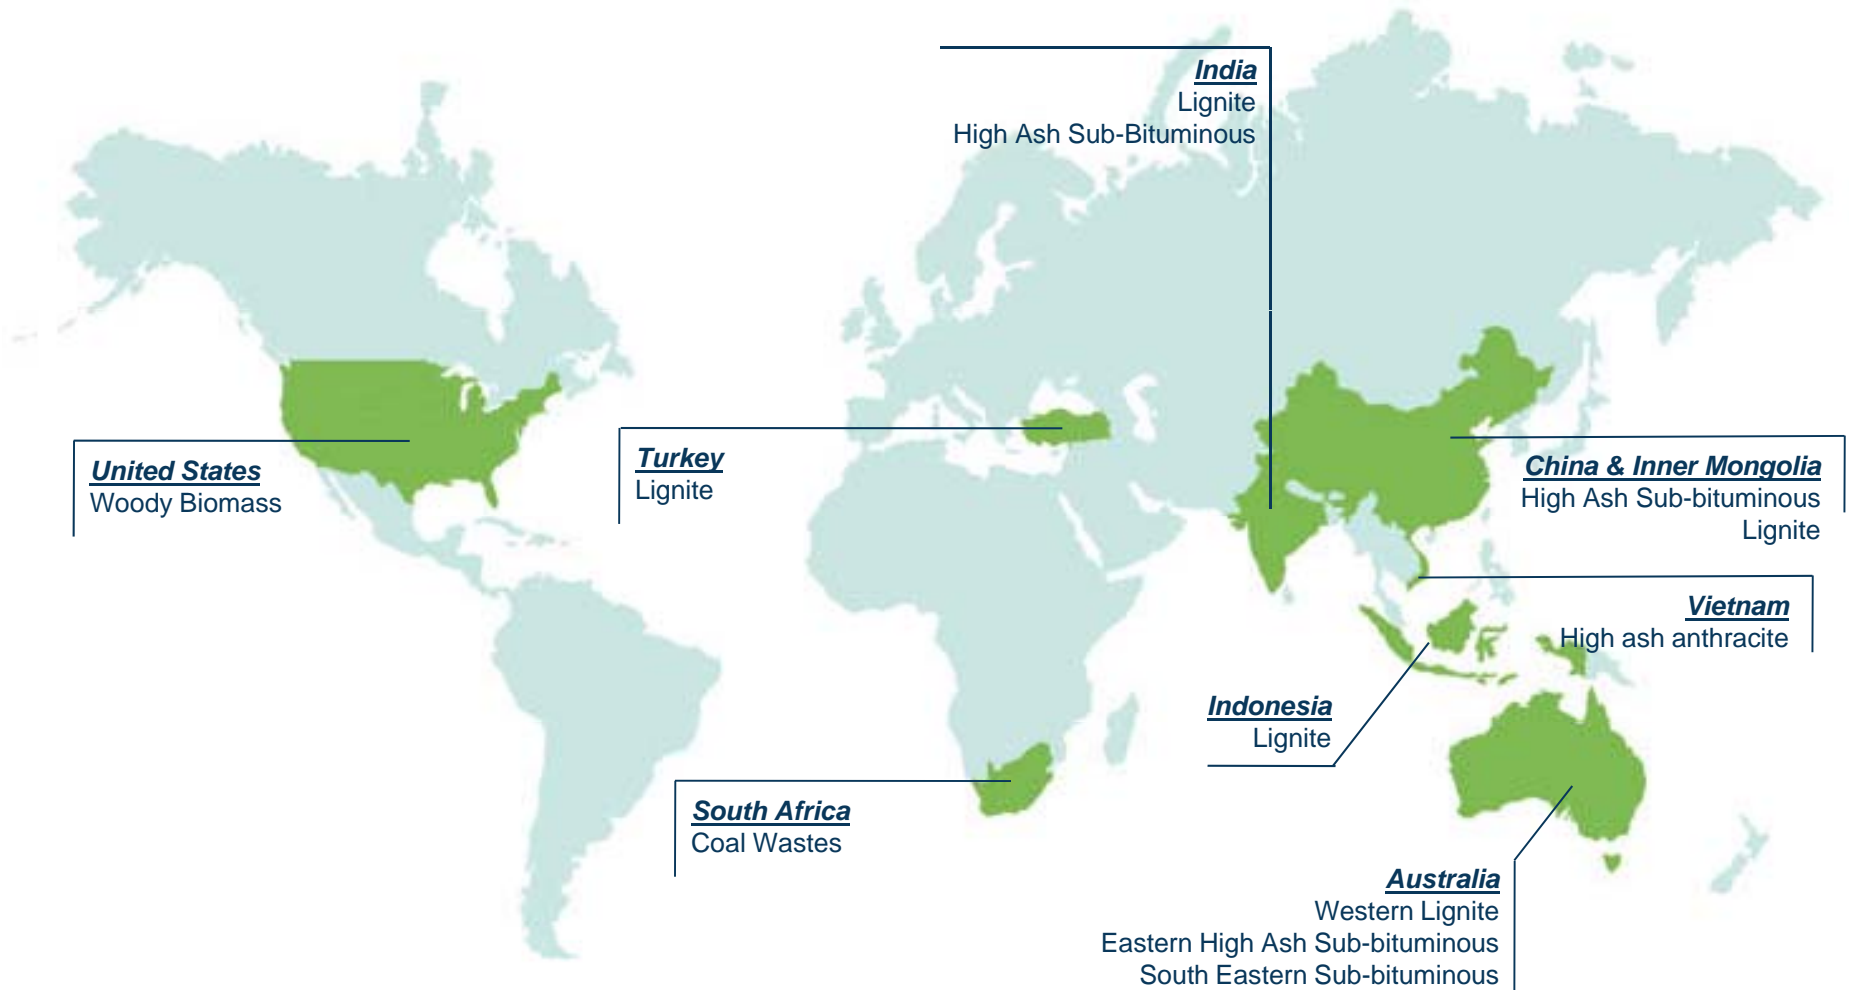 India
Lignite
High Ash Sub-Bituminous
United States
Woody Biomass
Turkey
Lignite
China & Inner Mongolia
High Ash Sub-bituminous
Lignite
Vietnam
High ash anthracite
Indonesia
Lignite
South Africa
Coal Wastes
Australia
Western Lignite
Eastern High Ash Sub-bituminous
South Eastern Sub-bituminous